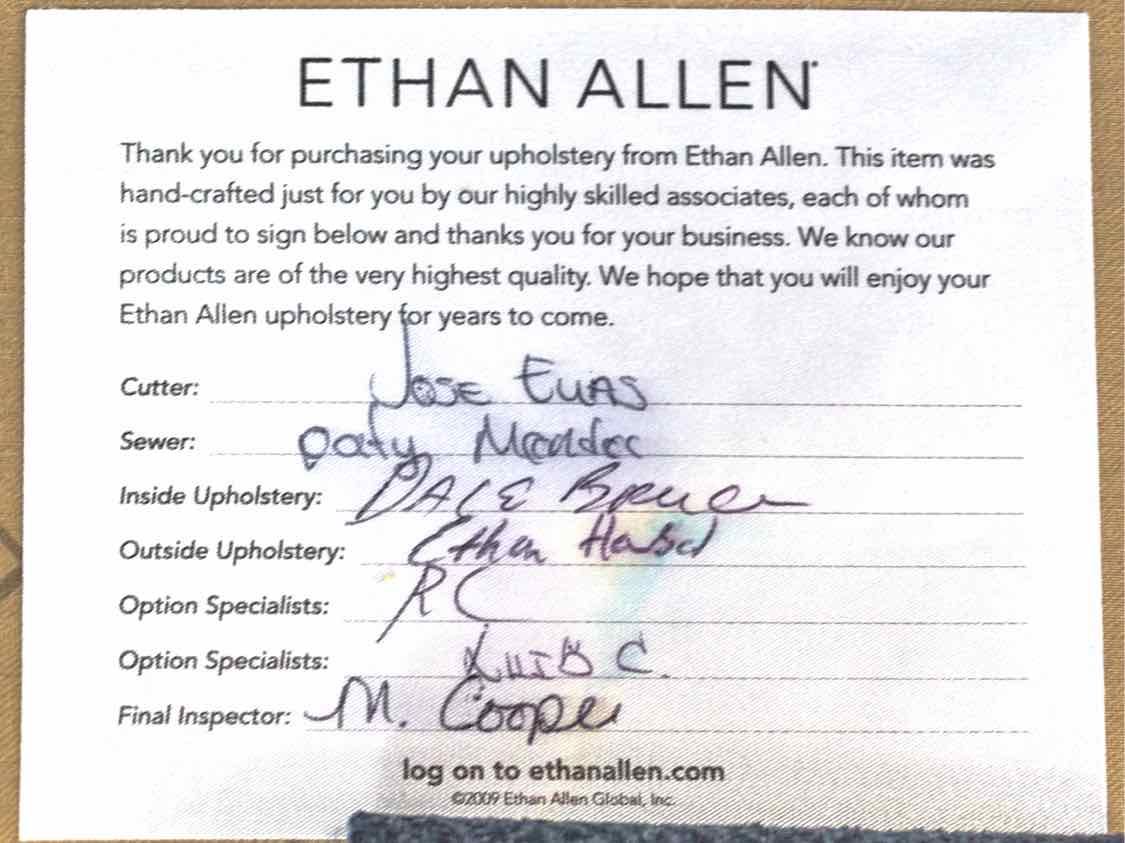 ETHAN ALLEN
Thank you for purchasing your upholstery from Ethan Allen. This item was
hand-crafted just for you by our highly skilled associates, each of whom
is proud to sign below and thanks you for your business. We know our
products are of the very highest quality. We hope that you will enjoy your
Ethan Allen upholstery for years to come.
Cutter: Jose Elias
Sewer: Paty
Inside Upholstery: DALE
Outside Upholstery: Ethan
Option Specialists: RC
Option Specialists: Luis C.
Final Inspector: M. Cooper
log on to ethanallen.com
©2009 Ethan Allen Global, Inc.